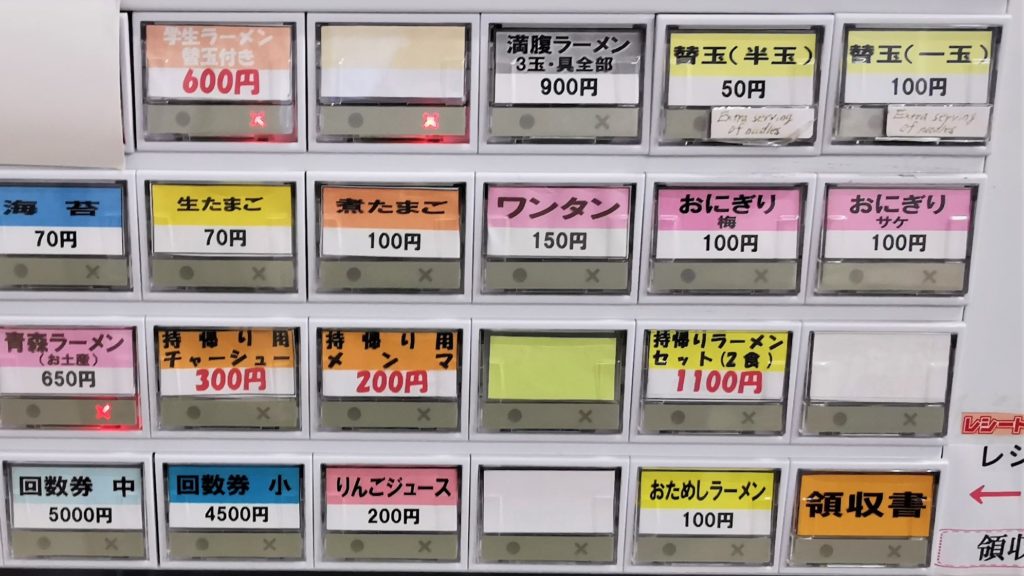 学生ラーメン
替玉付き
600円
満腹ラーメン
3玉・具全部
900円
替玉(半玉)
50円
Extra serving
of noodles
替玉(一玉)
100円
Extra serving
of noodles
海苔
70円
生たまご
70円
煮たまご
100円
ワンタン
150円
おにぎり
梅
100円
おにぎり
サケ
100円
青森ラーメン
(お土産)
650円
持帰り用
チャーシュー
300円
持帰り用
メンマ
200円
持帰りラーメン
セット(2食)
1100円
回数券 中
5000円
回数券 小
4500円
りんごジュース
200円
おためしラーメン
100円
領収書
レシート
レシ
領収